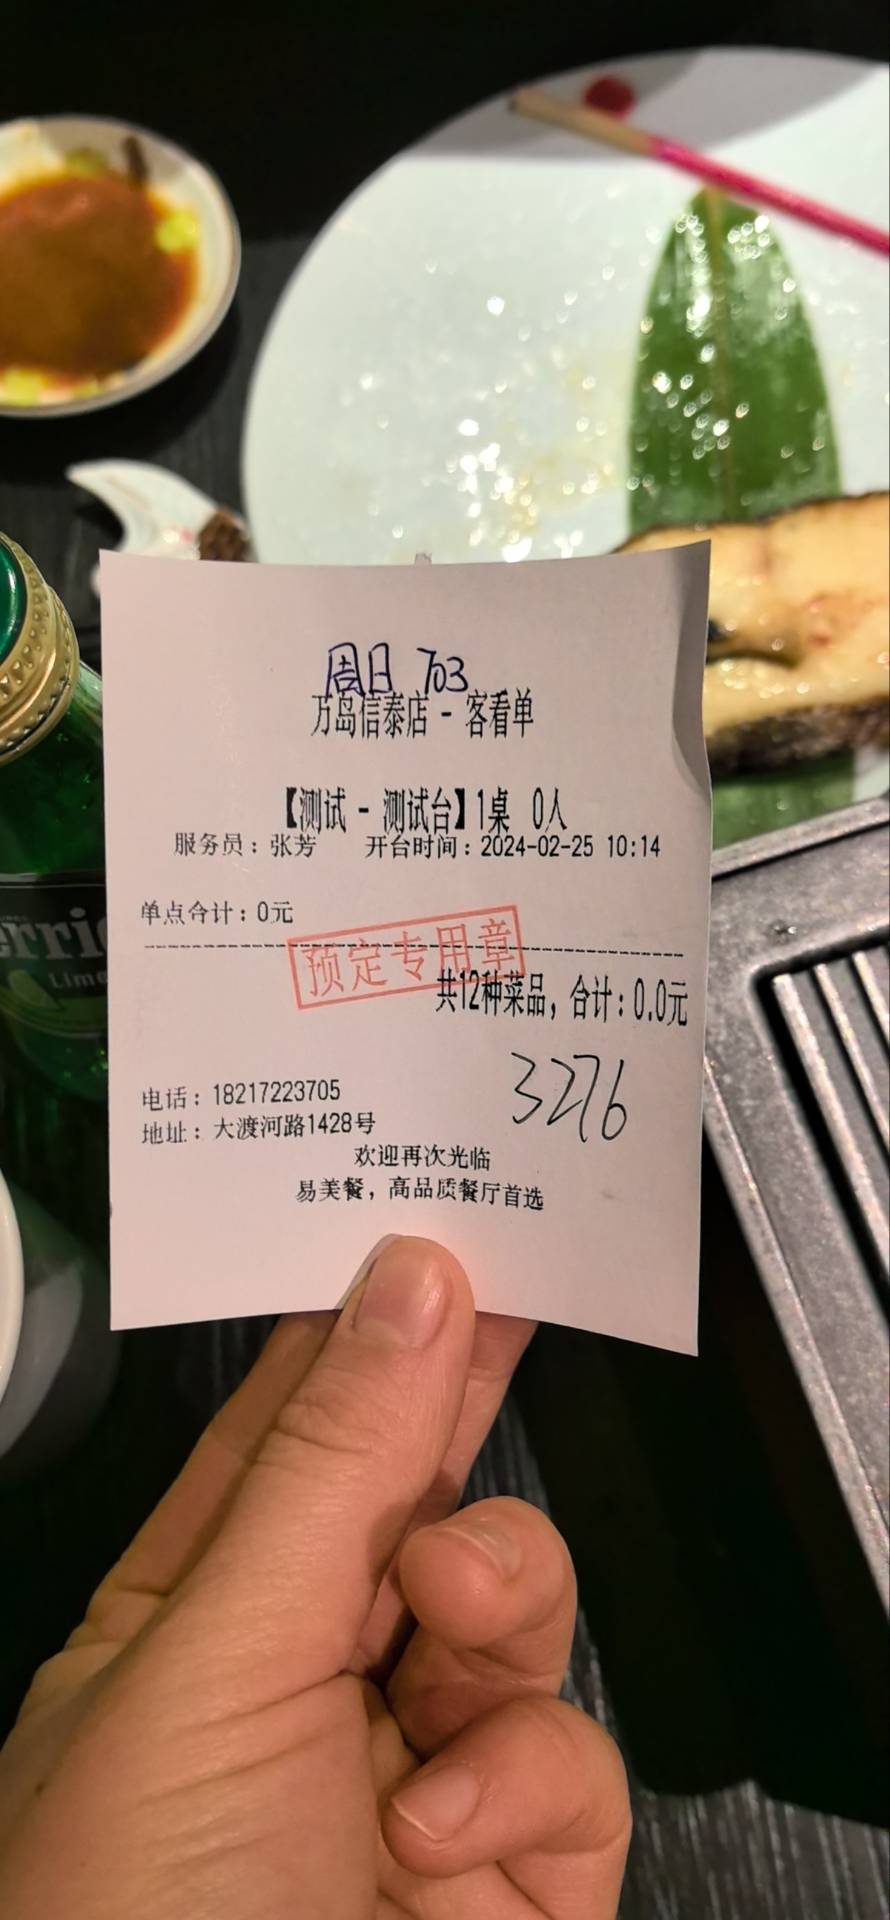 周日 703
万岛信泰店 - 客看单
【测试 - 测试台】1桌 0人
服务员：张芳 开台时间：2024-02-25 10:14
单点合计：0元
预定专用章
共12种菜品，合计：0.0元
3276
电话：18217223705
地址：大渡河路1428号
欢迎再次光临
易美餐，高品质餐厅首选
Lime